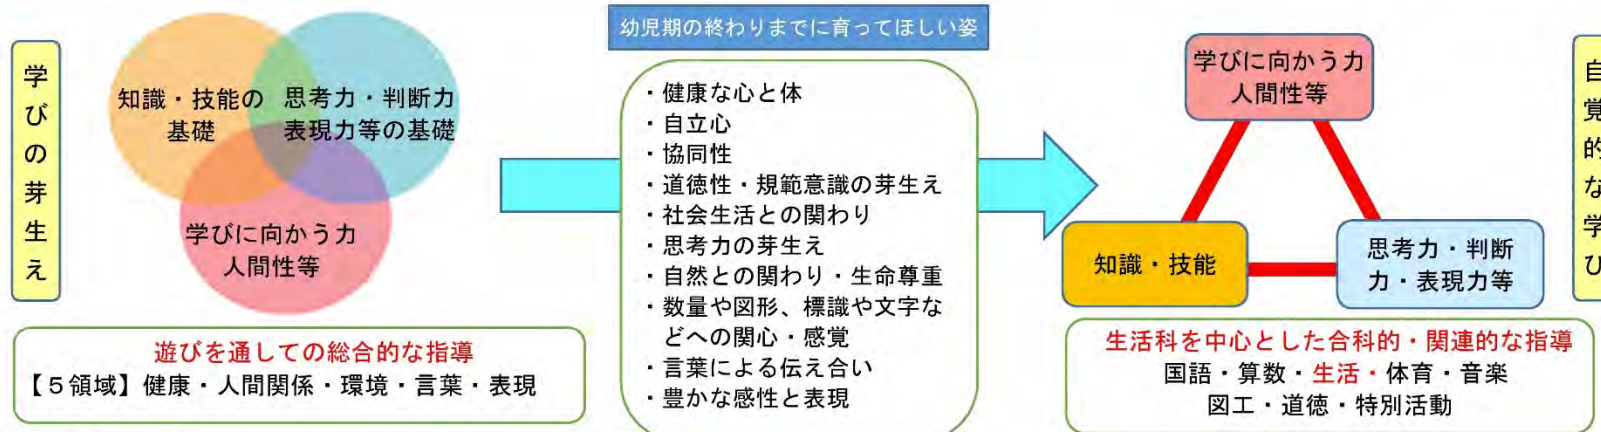 学びの芽生え
知識・技能の
基礎
思考力・判断力
表現力等の基礎
学びに向かう力
人間性等
遊びを通しての総合的な指導
【５領域】健康・人間関係・環境・言葉・表現
幼児期の終わりまでに育ってほしい姿
・健康な心と体
・自立心
・協同性
・道徳性・規範意識の芽生え
・社会生活との関わり
・思考力の芽生え
・自然との関わり・生命尊重
・数量や図形、標識や文字な
どへの関心・感覚
・言葉による伝え合い
・豊かな感性と表現
学びに向かう力
人間性等
知識・技能
思考力・判断
力・表現力等
生活科を中心とした合科的・関連的な指導
国語・算数・生活・体育・音楽
図工・道徳・特別活動
自覚的な学び